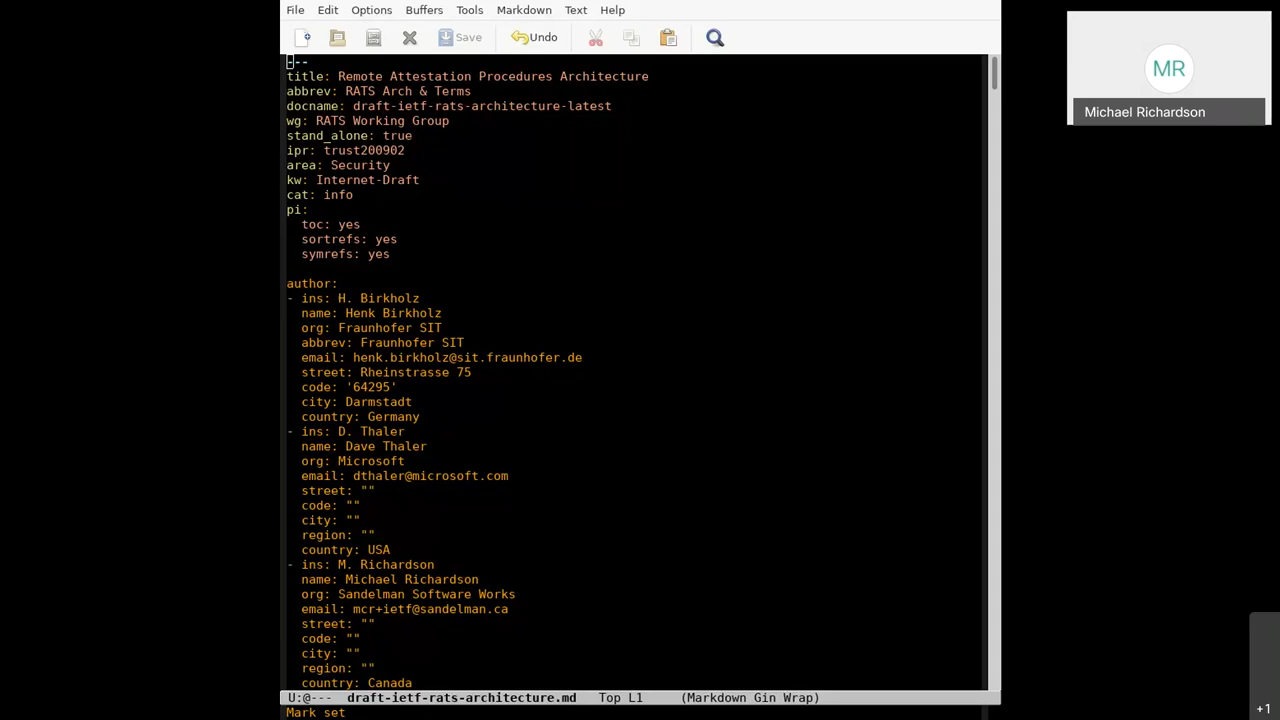 File Edit Options Buffers Tools Markdown Text Help
Save Undo
---
title: Remote Attestation Procedures Architecture
abbrev: RATS Arch & Terms
docname: draft-ietf-rats-architecture-latest
wg: RATS Working Group
stand_alone: true
ipr: trust200902
area: Security
kw: Internet-Draft
cat: info
pi:
  toc: yes
  sortrefs: yes
  symrefs: yes

author:
- ins: H. Birkholz
  name: Henk Birkholz
  org: Fraunhofer SIT
  abbrev: Fraunhofer SIT
  email: henk.birkholz@sit.fraunhofer.de
  street: Rheinstrasse 75
  code: '64295'
  city: Darmstadt
  country: Germany
- ins: D. Thaler
  name: Dave Thaler
  org: Microsoft
  email: dthaler@microsoft.com
  street: ""
  code: ""
  city: ""
  region: ""
  country: USA
- ins: M. Richardson
  name: Michael Richardson
  org: Sandelman Software Works
  email: mcr+ietf@sandelman.ca
  street: ""
  code: ""
  city: ""
  region: ""
  country: Canada
U:@---  draft-ietf-rats-architecture.md   Top L1     (Markdown Gin Wrap)
Mark set
MR
Michael Richardson
+1